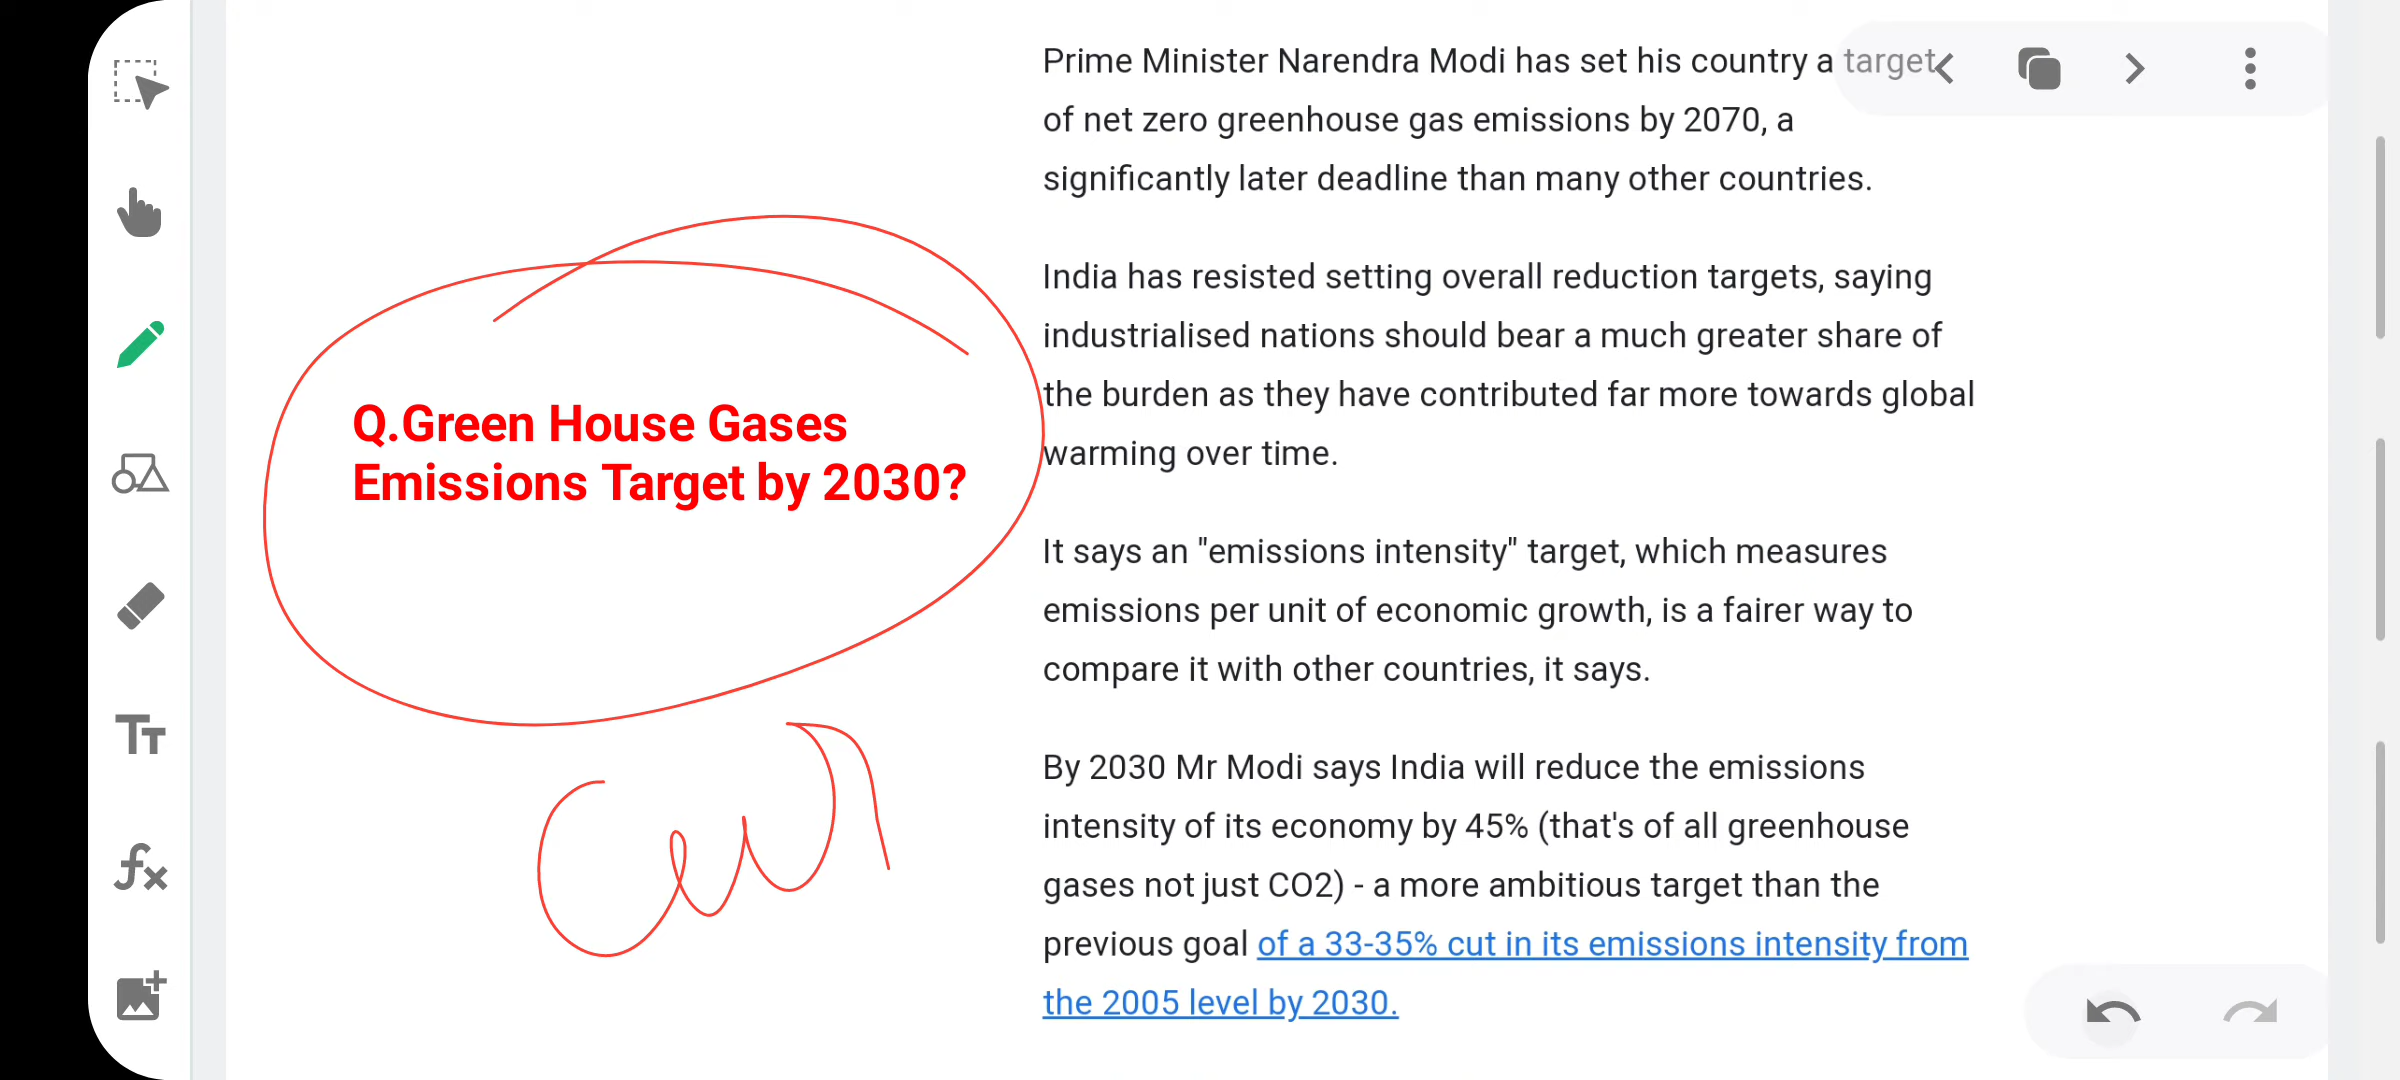 Q.Green House Gases
Emissions Target by 2030?
Prime Minister Narendra Modi has set his country a target
of net zero greenhouse gas emissions by 2070, a
significantly later deadline than many other countries.
India has resisted setting overall reduction targets, saying
industrialised nations should bear a much greater share of
the burden as they have contributed far more towards global
warming over time.
It says an "emissions intensity" target, which measures
emissions per unit of economic growth, is a fairer way to
compare it with other countries, it says.
By 2030 Mr Modi says India will reduce the emissions
intensity of its economy by 45% (that's of all greenhouse
gases not just CO2) - a more ambitious target than the
previous goal of a 33-35% cut in its emissions intensity from
the 2005 level by 2030.